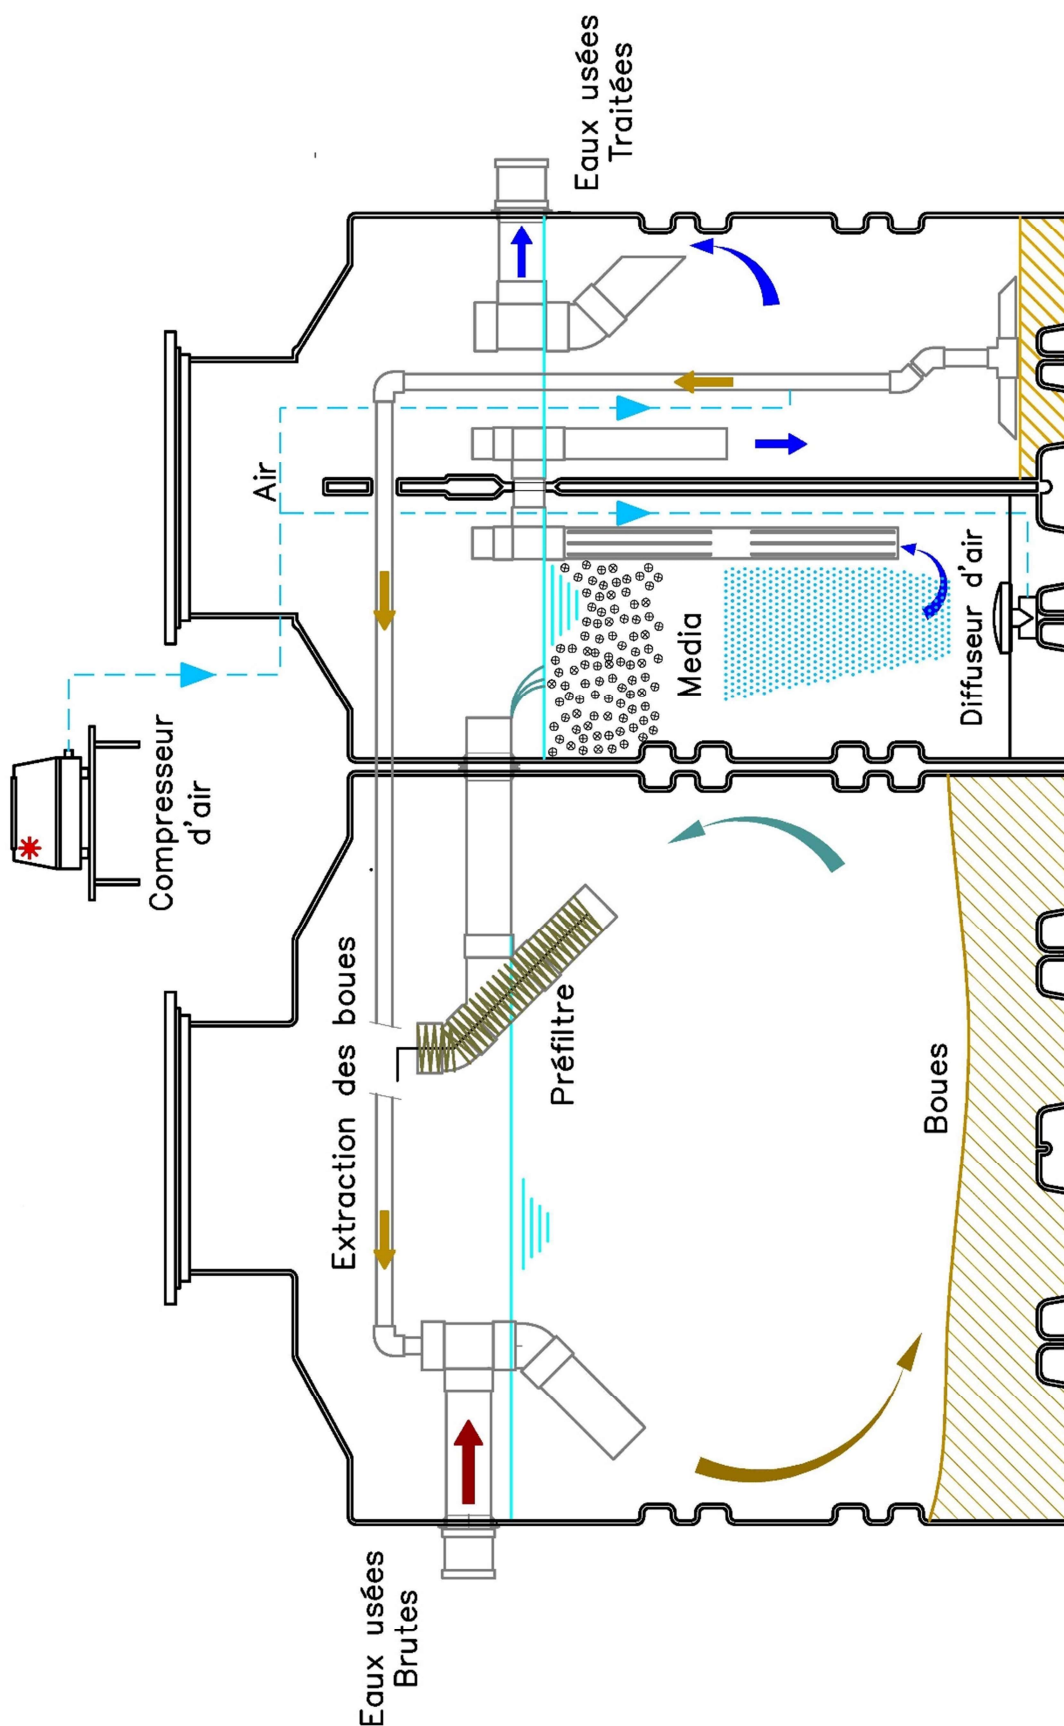 Compresseur
d'air
Air
Eaux usées
Brutes
Extraction des boues
Préfiltre
Boues
Media
Diffuseur d'air
Eaux usées
Traitées